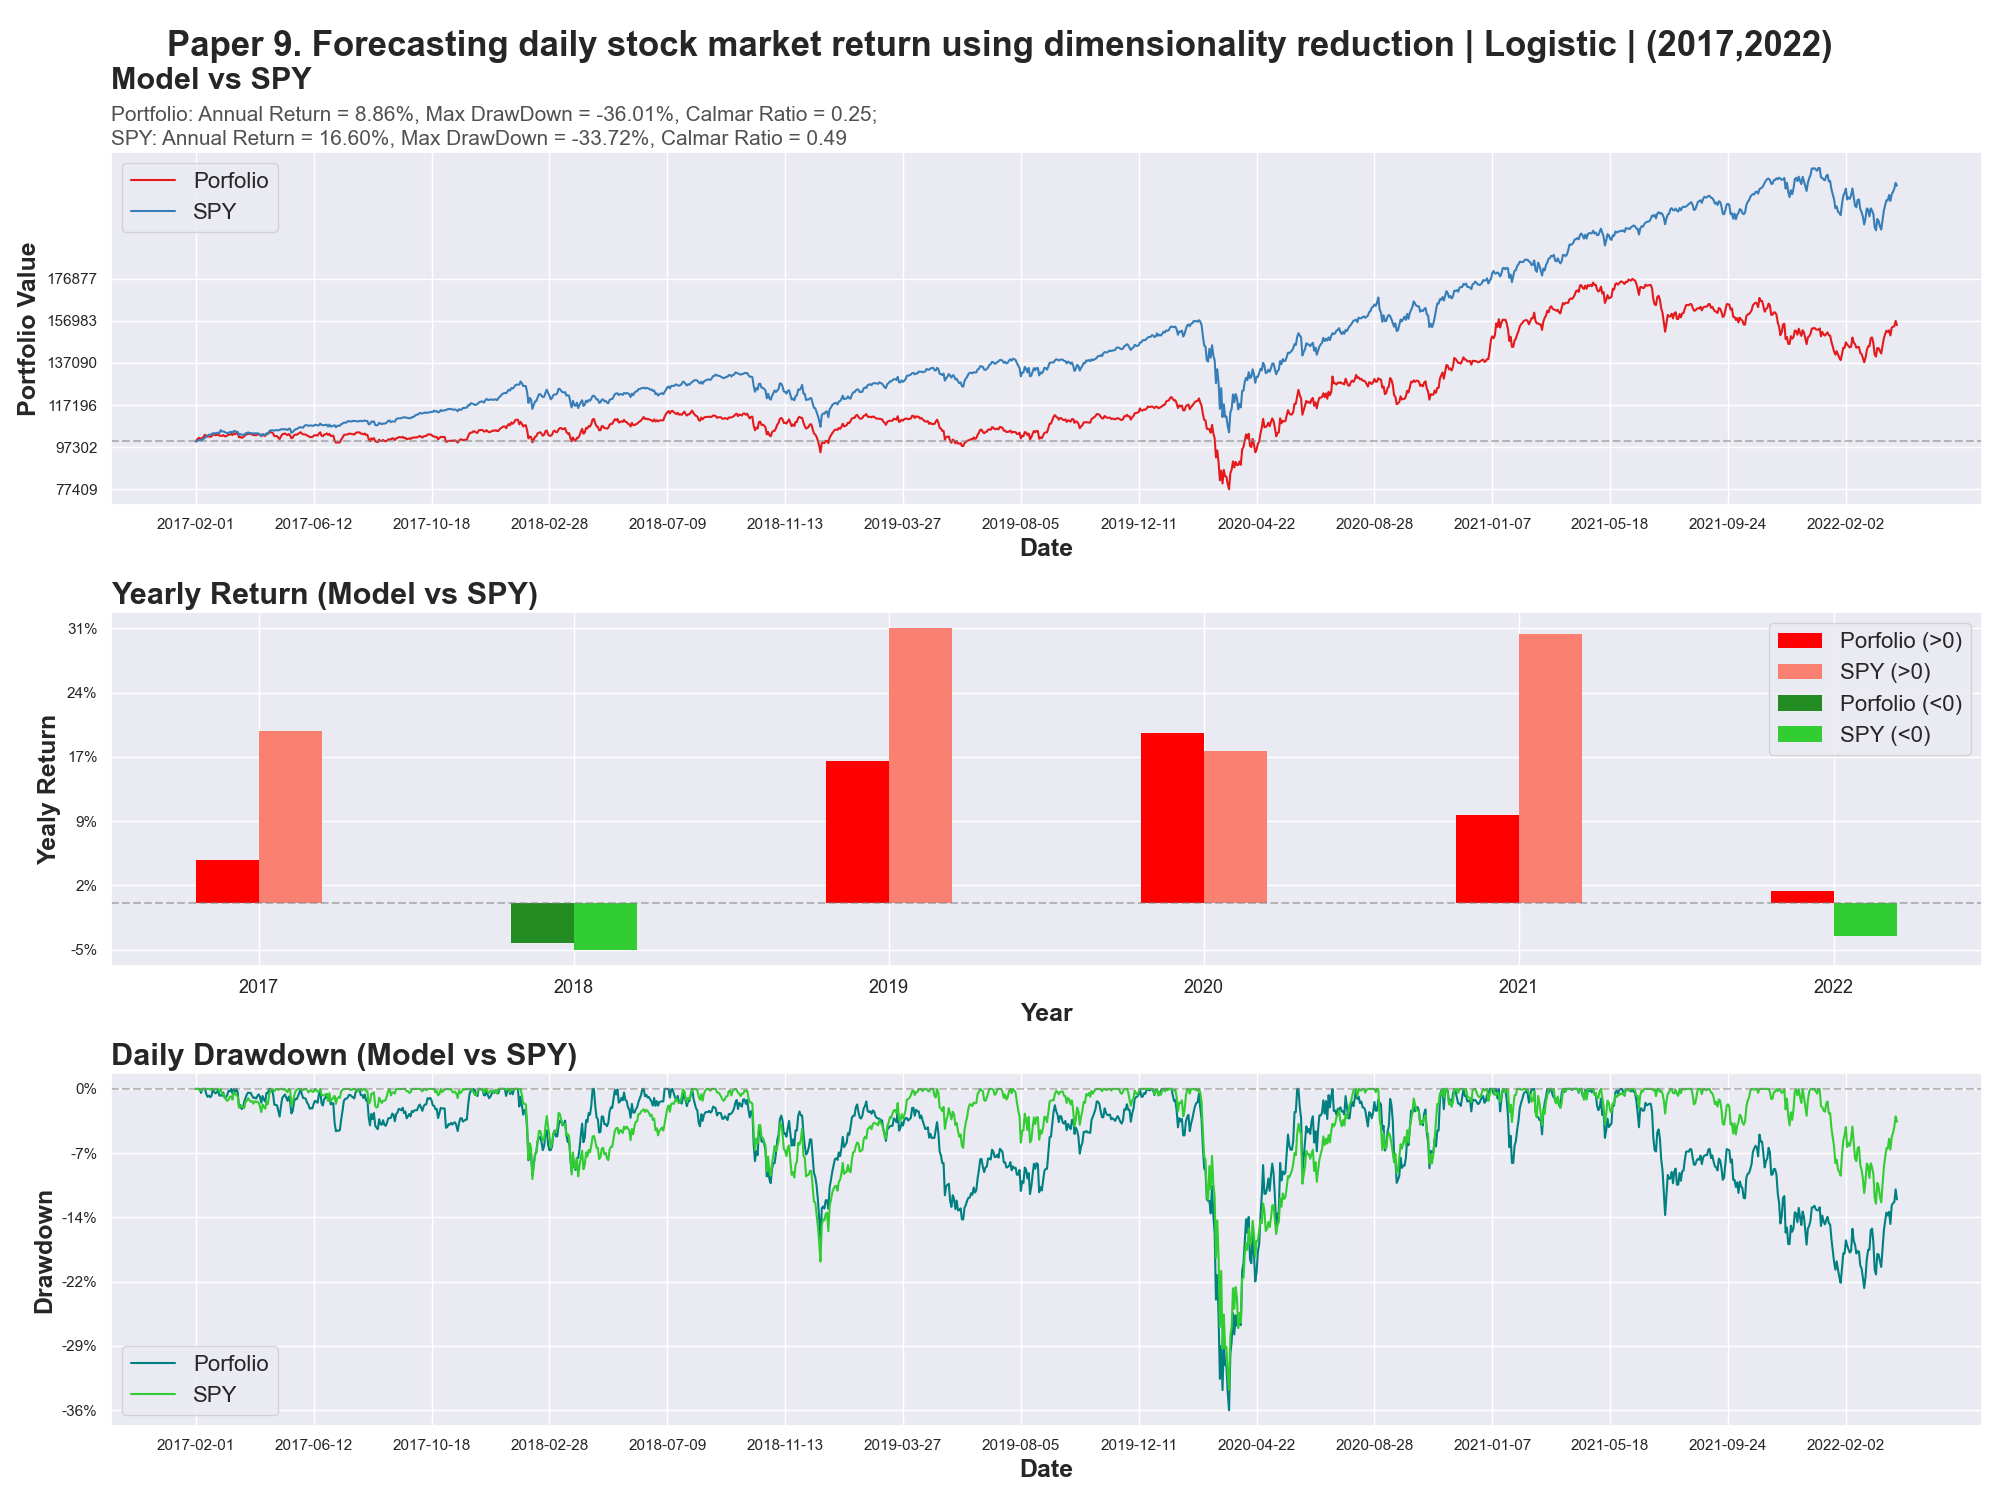 Paper 9. Forecasting daily stock market return using dimensionality reduction | Logistic | (2017,2022)
Model vs SPY
Portfolio: Annual Return = 8.86%, Max DrawDown = -36.01%, Calmar Ratio = 0.25;
SPY: Annual Return = 16.60%, Max DrawDown = -33.72%, Calmar Ratio = 0.49
Porfolio
SPY
Portfolio Value
176877
156983
137090
117196
97302
77409
2017-02-01 2017-06-12 2017-10-18 2018-02-28 2018-07-09 2018-11-13 2019-03-27 2019-08-05 2019-12-11 2020-04-22 2020-08-28 2021-01-07 2021-05-18 2021-09-24 2022-02-02
Date
Yearly Return (Model vs SPY)
Porfolio (>0)
SPY (>0)
Porfolio (<0)
SPY (<0)
Yealy Return
31%
24%
17%
9%
2%
-5%
2017 2018 2019 2020 2021 2022
Year
Daily Drawdown (Model vs SPY)
Drawdown
0%
-7%
-14%
-22%
-29%
-36%
Porfolio
SPY
2017-02-01 2017-06-12 2017-10-18 2018-02-28 2018-07-09 2018-11-13 2019-03-27 2019-08-05 2019-12-11 2020-04-22 2020-08-28 2021-01-07 2021-05-18 2021-09-24 2022-02-02
Date